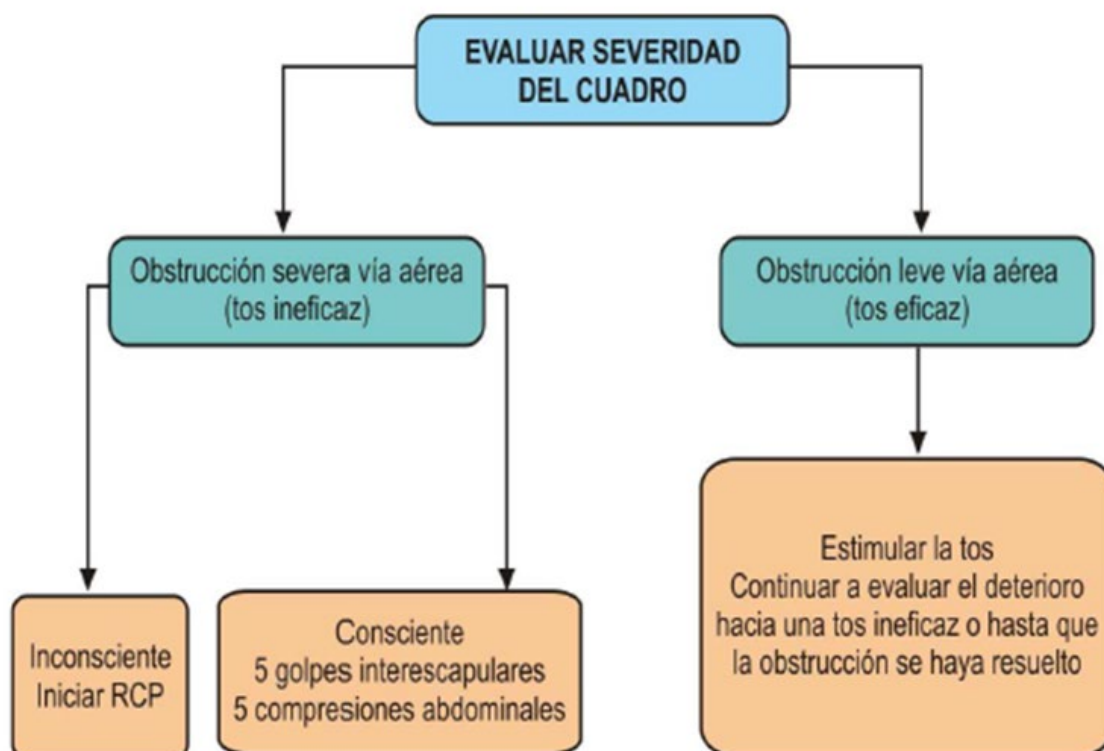 EVALUAR SEVERIDAD
DEL CUADRO
Obstrucción severa vía aérea
(tos ineficaz)
Obstrucción leve vía aérea
(tos eficaz)
Inconsciente
Iniciar RCP
Consciente
5 golpes interescapulares
5 compresiones abdominales
Estimular la tos
Continuar a evaluar el deterioro
hacia una tos ineficaz o hasta que
la obstrucción se haya resuelto